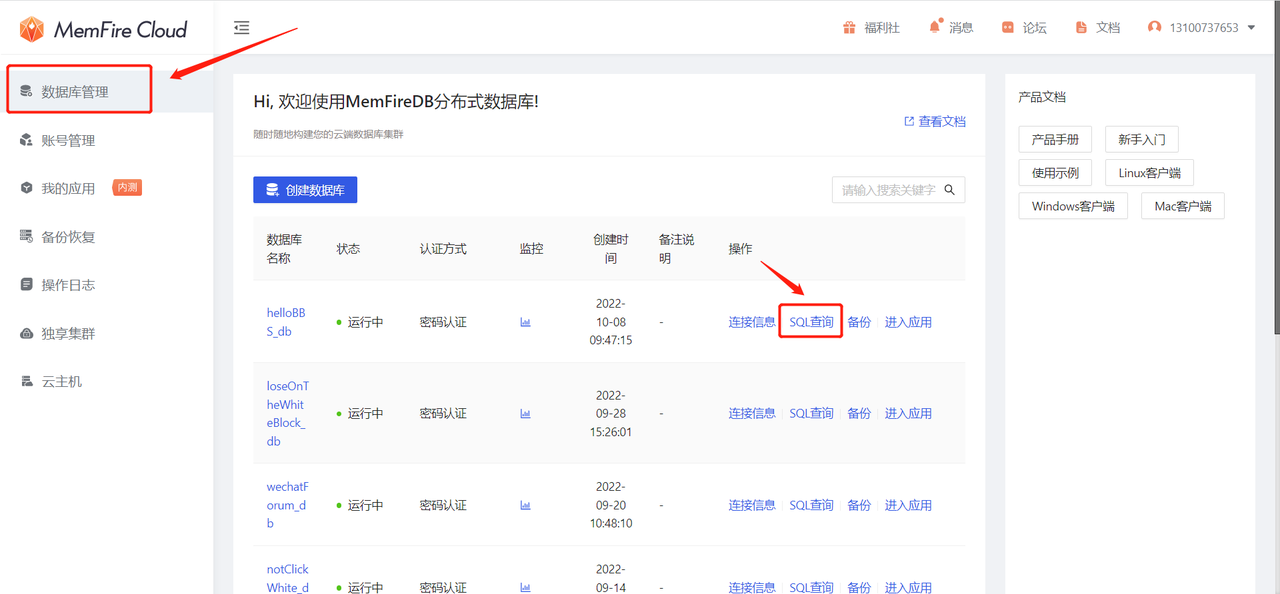 MemFire Cloud
福利社
消息
论坛
文档
13100737653
数据库管理
账号管理
我的应用 内测
备份恢复
操作日志
独享集群
云主机
Hi, 欢迎使用MemFireDB分布式数据库!
随时随地构建您的云端数据库集群
查看文档
创建数据库
请输入搜索关键字
数据库
名称
状态
认证方式
监控
创建时
间
备注说
明
操作
helloBB
S_db
运行中
密码认证
2022-
10-08
09:47:15
-
连接信息 SQL查询 备份 进入应用
loseOnT
heWhit
eBlock_
db
运行中
密码认证
2022-
09-28
15:26:01
-
连接信息 SQL查询 备份 进入应用
wechatF
orum_d
b
运行中
密码认证
2022-
09-20
10:48:10
-
连接信息 SQL查询 备份 进入应用
notClick
White_d
运行中
密码认证
2022-
09-14
-
连接信息 SQL查询 备份 进入应用
产品文档
产品手册
新手入门
使用示例
Linux客户端
Windows客户端
Mac客户端